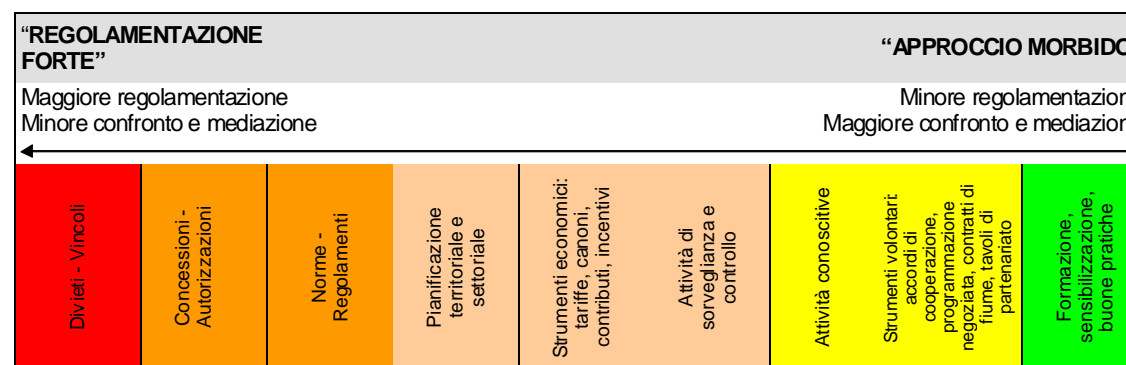 “REGOLAMENTAZIONE
FORTE”
“APPROCCIO MORBIDO
Maggiore regolamentazione
Minore confronto e mediazione
Minore regolamentazion
Maggiore confronto e mediazion
Divieti - Vincoli
Concessioni -
Autorizzazioni
Norme -
Regolamenti
Pianificazione
territoriale e
settoriale
Strumenti economici:
tariffe, canoni,
contributi, incentivi
Attività di
sorveglianza e
controllo
Attività conoscitive
Strumenti volontari:
accordi di
cooperazione,
programmazione
negoziata, contratti di
fiume, tavoli di
partenariato
Formazione,
sensibilizzazione,
buone pratiche